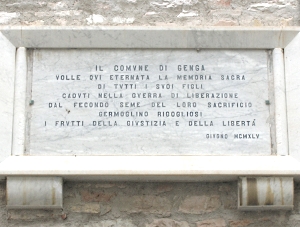 IL COMVNE DI GENGA
VOLLE QVI ETERNATA LA MEMORIA SACRA
DI TVTTI I SVOI FIGLI
CADVTI NELLA GVERRA DI LIBERAZIONE
DAL FECONDO SEME DEL LORO SACRIFICIO
GERMOGLINO RIGOGLIOSI
I FRVTTI DELLA GIVSTIZIA E DELLA LIBERTÁ
GIVGNO MCMXLV